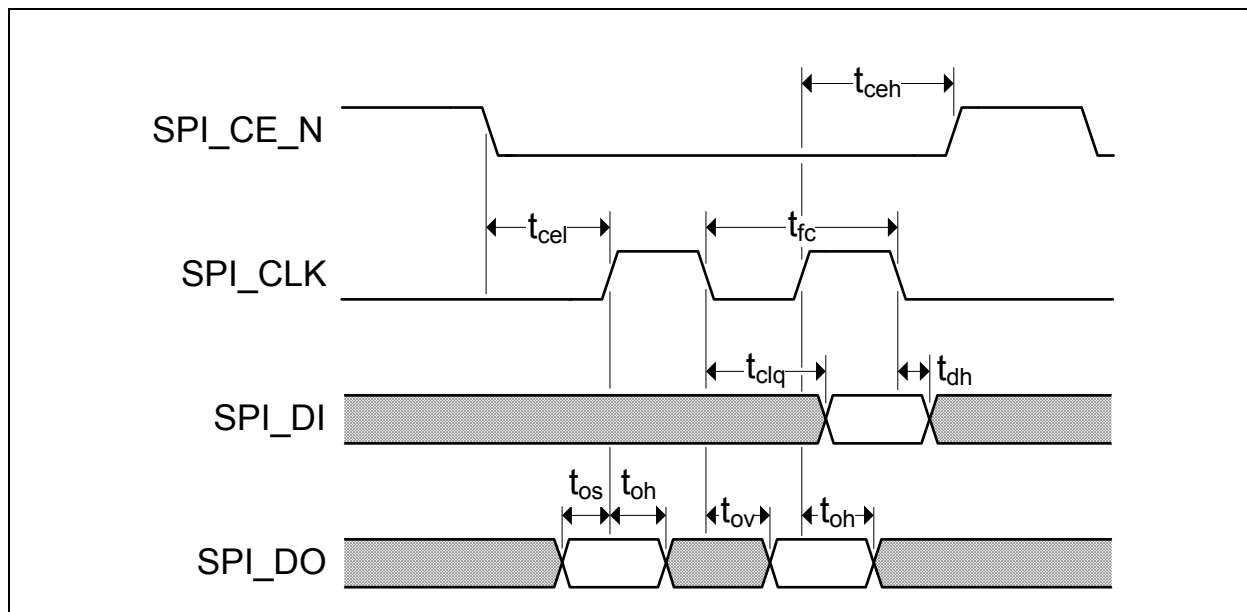 t_ceh
SPI_CE_N
t_cel
t_fc
SPI_CLK
t_clq
t_dh
SPI_DI
t_os t_oh t_ov t_oh
SPI_DO